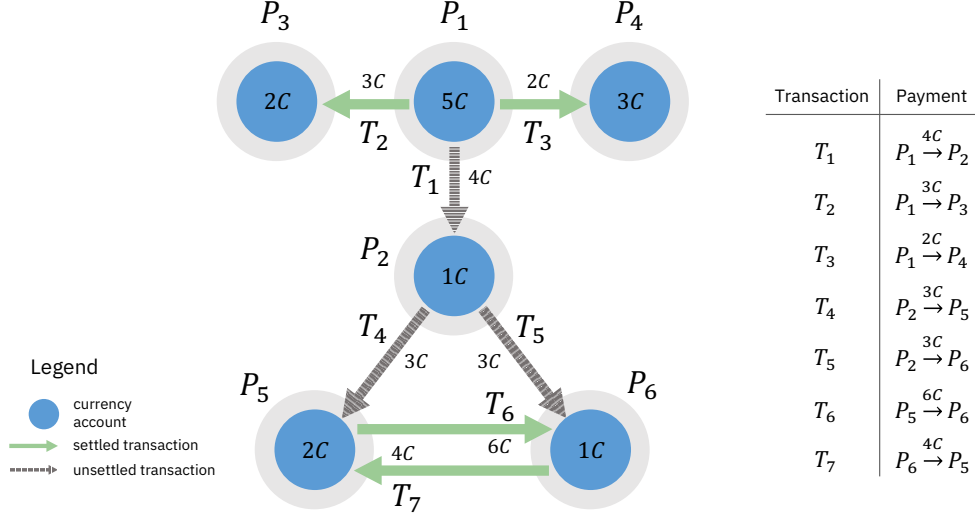 P₃ P₁ P₄
2C 3C 5C 2C 3C
T₂ T₃
T₁ 4C
P₂
1C
T₄ T₅
3C 3C
P₅ P₆
T₆
2C 4C 6C 1C
T₇
Legend
currency
account
settled transaction
unsettled transaction
Transaction Payment
T₁ P₁ 4C→ P₂
T₂ P₁ 3C→ P₃
T₃ P₁ 2C→ P₄
T₄ P₂ 3C→ P₅
T₅ P₂ 3C→ P₆
T₆ P₅ 6C→ P₆
T₇ P₆ 4C→ P₅